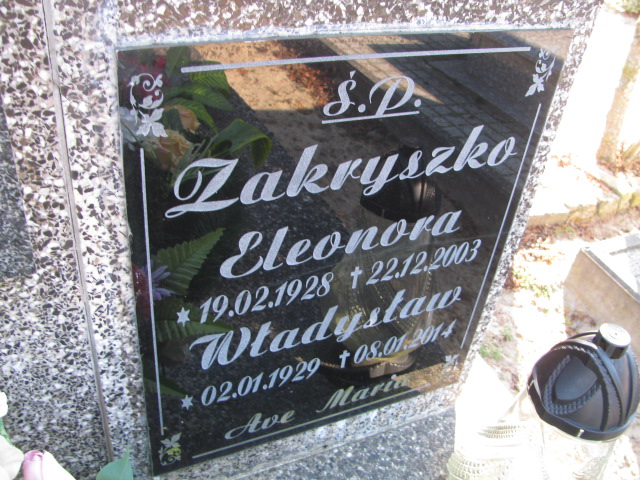 Ś.P.
Zakryszko
Eleonora
★ 19.02.1928 † 22.12.2003
Władysław
★ 02.01.1929 † 08.01.2014
Ave Maria